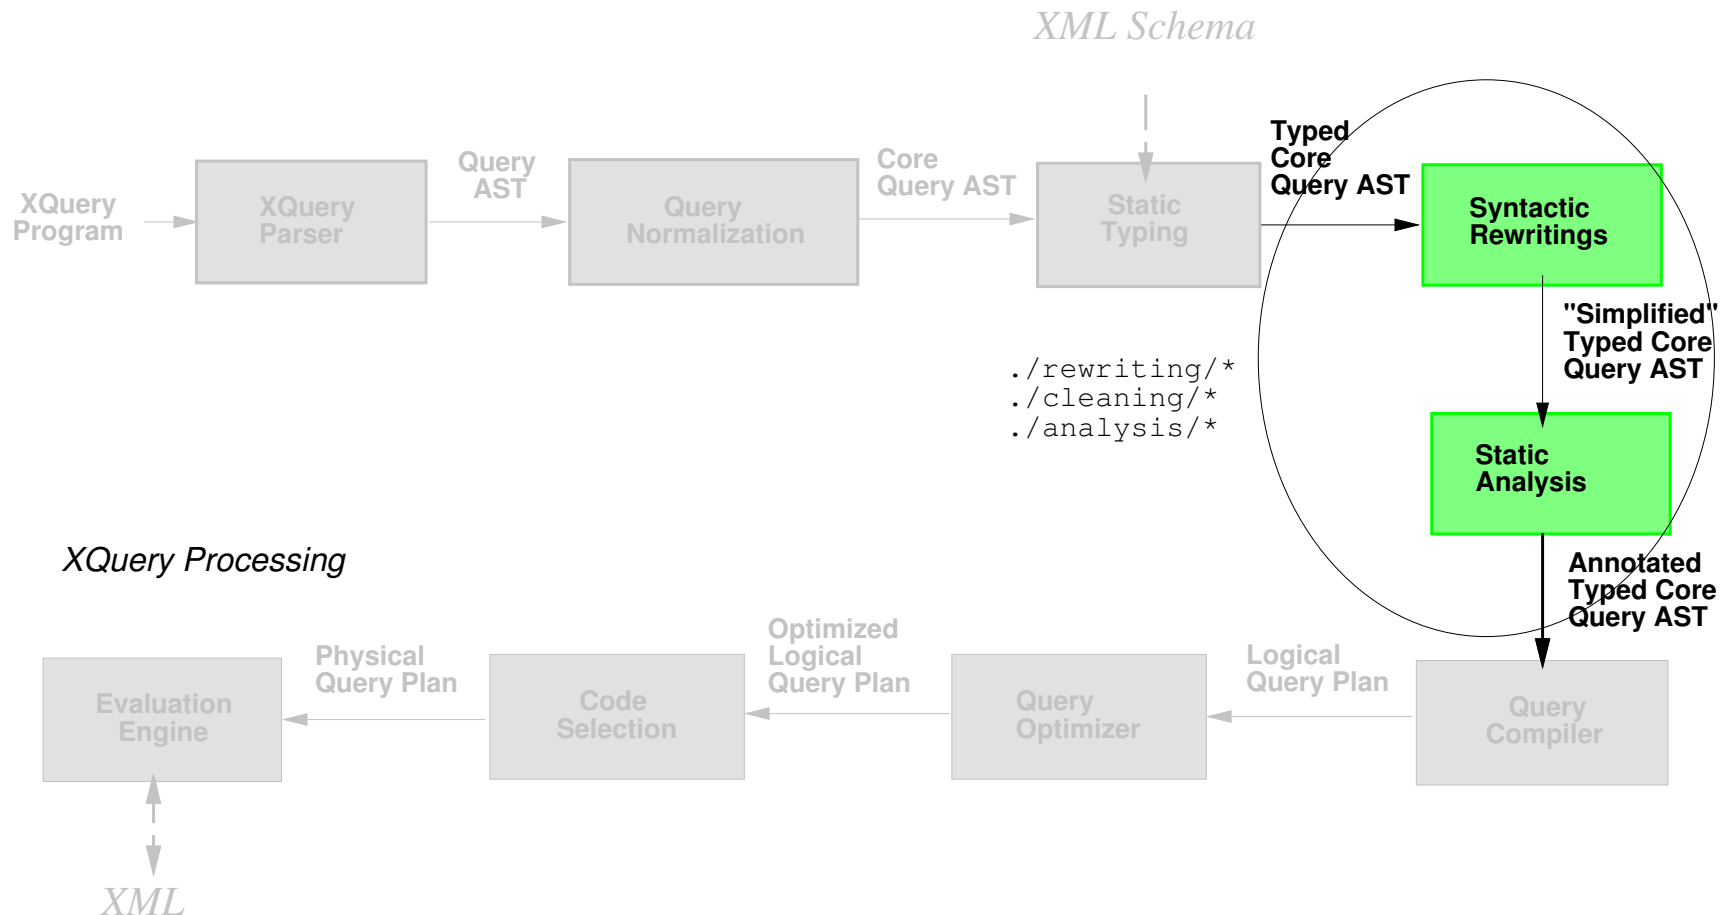 XML Schema
XQuery
Program
XQuery
Parser
Query
AST
Query
Normalization
Core
Query AST
Static
Typing
Typed
Core
Query AST
Syntactic
Rewritings
"Simplified"
Typed Core
Query AST
./rewriting/*
./cleaning/*
./analysis/*
Static
Analysis
XQuery Processing
Annotated
Typed Core
Query AST
Evaluation
Engine
Physical
Query Plan
Code
Selection
Optimized
Logical
Query Plan
Query
Optimizer
Logical
Query Plan
Query
Compiler
XML